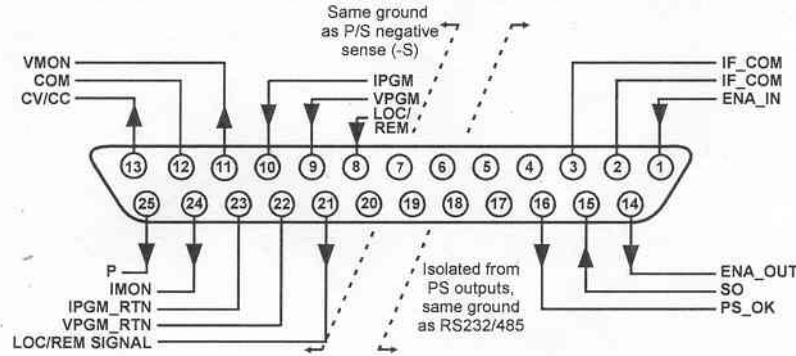 Same ground
as P/S negative
sense (-S)
VMON
COM
CV/CC
IPGM
VPGM
LOC/
REM
IF_COM
IF_COM
ENA_IN
13 12 11 10 9 8 7 6 5 4 3 2 1
25 24 23 22 21 20 19 18 17 16 15 14
P
IMON
IPGM_RTN
VPGM_RTN
LOC/REM SIGNAL
Isolated from
PS outputs,
same ground
as RS232/485
ENA_OUT
SO
PS_OK